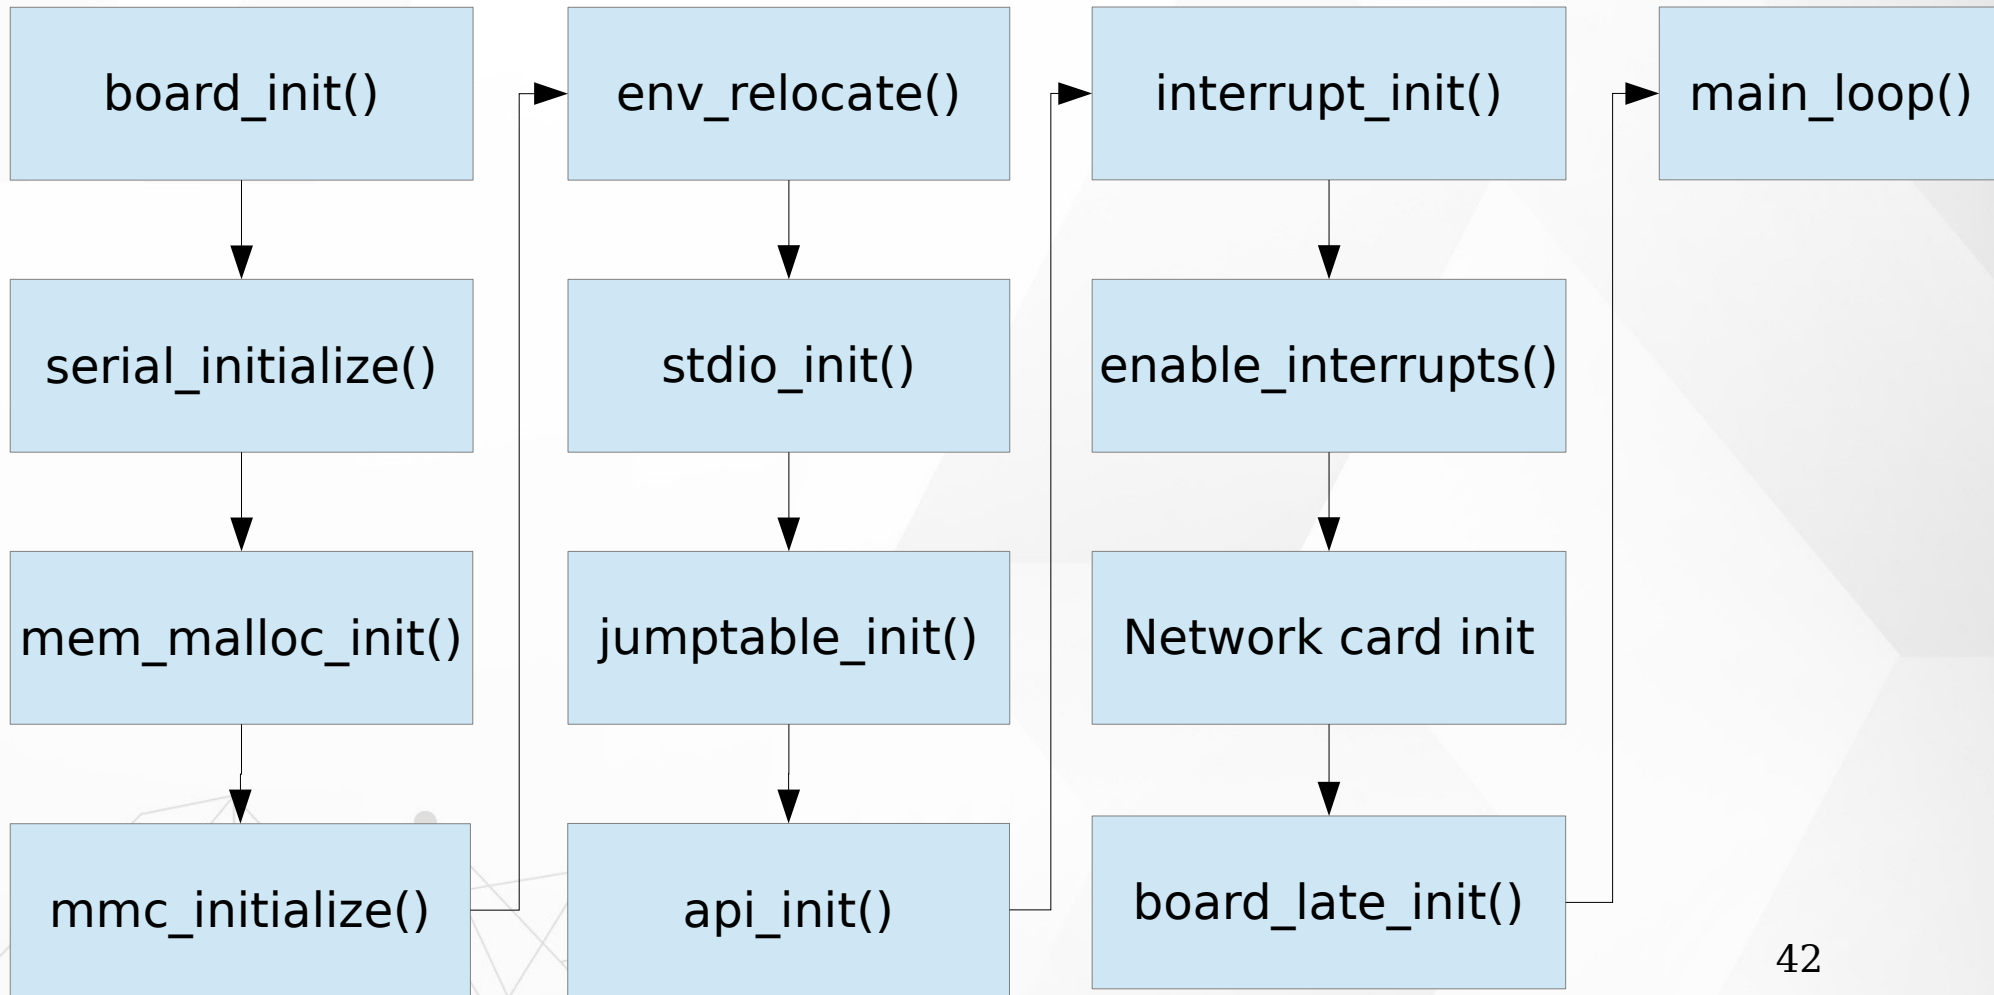 board_init()
serial_initialize()
mem_malloc_init()
mmc_initialize()
env_relocate()
stdio_init()
jumptable_init()
api_init()
interrupt_init()
enable_interrupts()
Network card init
board_late_init()
main_loop()
42